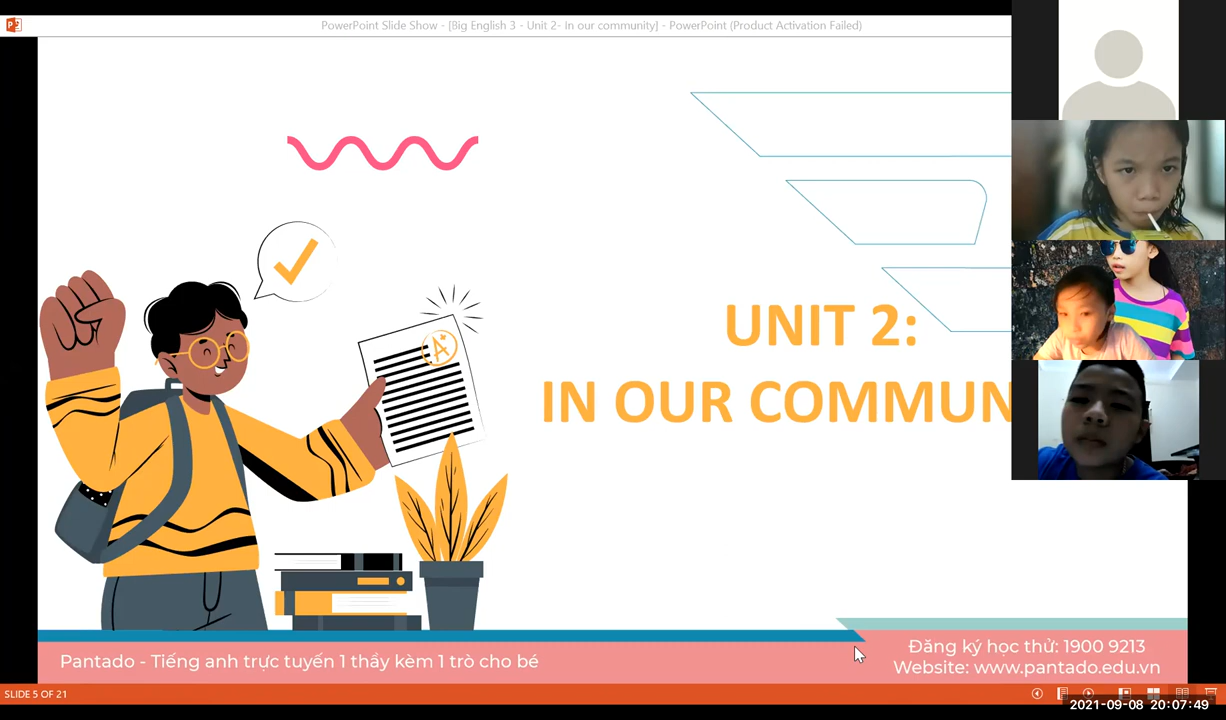 PowerPoint Slide Show - [Big English 3 - Unit 2- In our community] - PowerPoint (Product Activation Failed)
A+
UNIT 2:
IN OUR COMMUN
Pantado - Tiếng anh trực tuyến 1 thầy kèm 1 trò cho bé
Đăng ký học thử: 1900 9213
Website: www.pantado.edu.vn
SLIDE 5 OF 21
2021-09-08 20:07:49